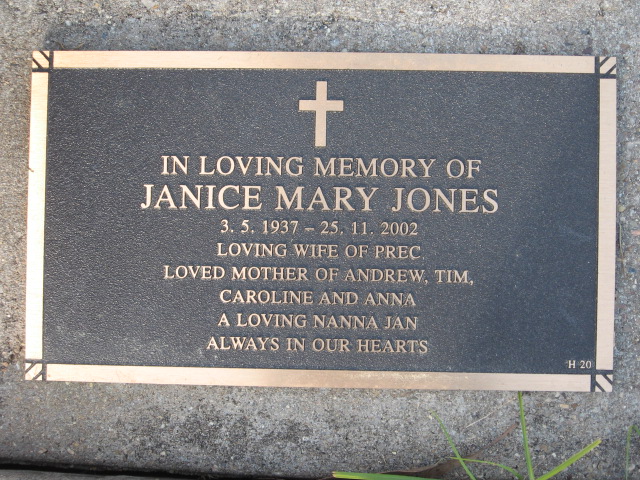 IN LOVING MEMORY OF
JANICE MARY JONES
3. 5. 1937 – 25. 11. 2002
LOVING WIFE OF PREC
LOVED MOTHER OF ANDREW, TIM,
CAROLINE AND ANNA
A LOVING NANNA JAN
ALWAYS IN OUR HEARTS
H 20